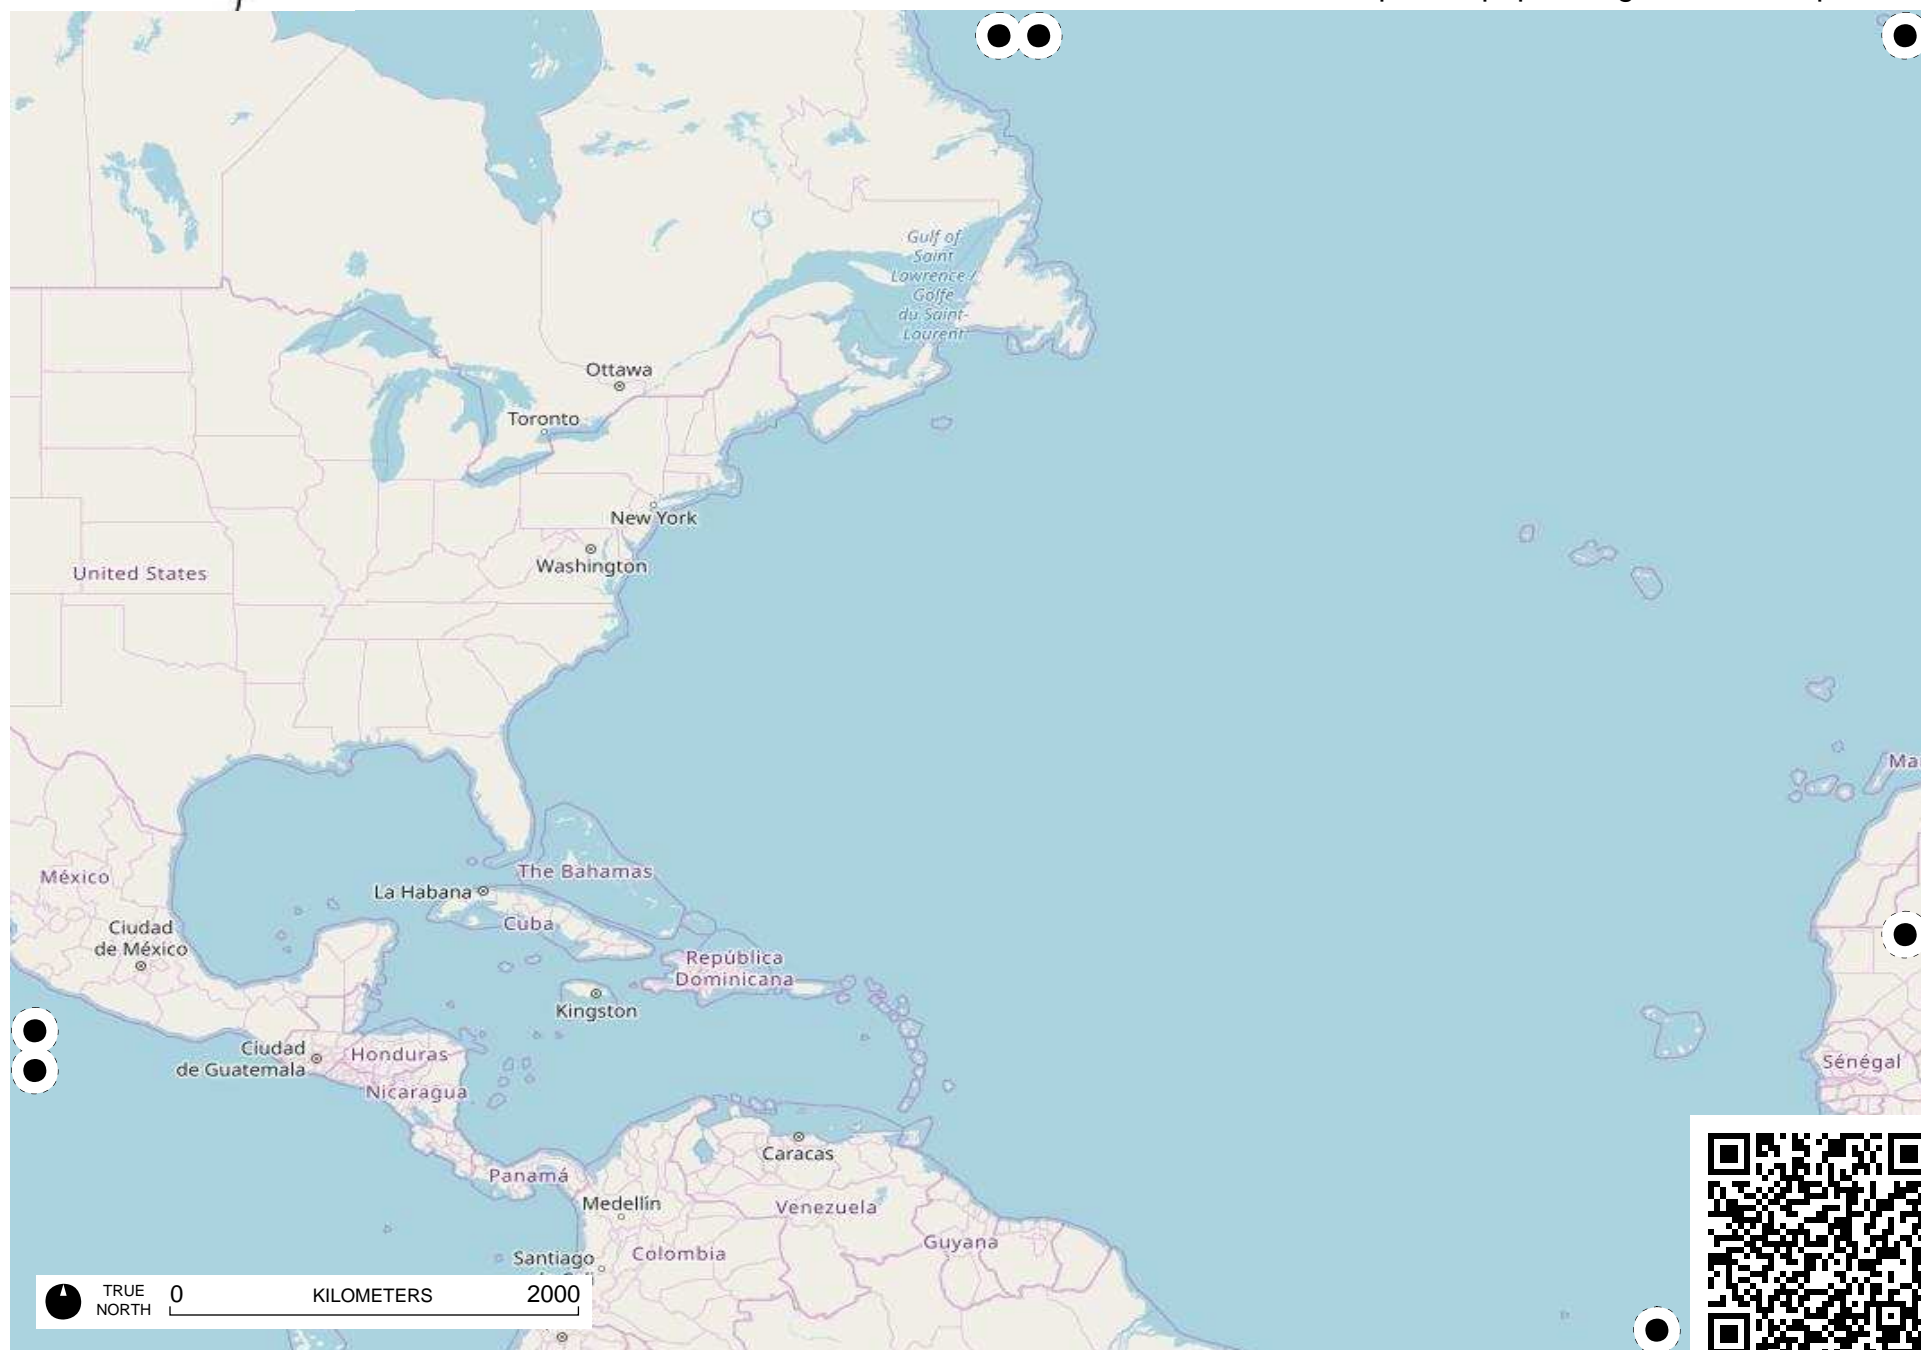 Gulf of
Saint
Lawrence /
Golfe
du Saint-
Laurent
Ottawa
Toronto
New York
Washington
United States
Ma
México
The Bahamas
La Habana
Cuba
Ciudad
de México
República
Dominicana
Kingston
Ciudad
de Guatemala
Honduras
Nicaragua
Sénégal
Caracas
Panamá
Medellín
Venezuela
Guyana
Colombia
Santiago
TRUE
NORTH
0
KILOMETERS
2000